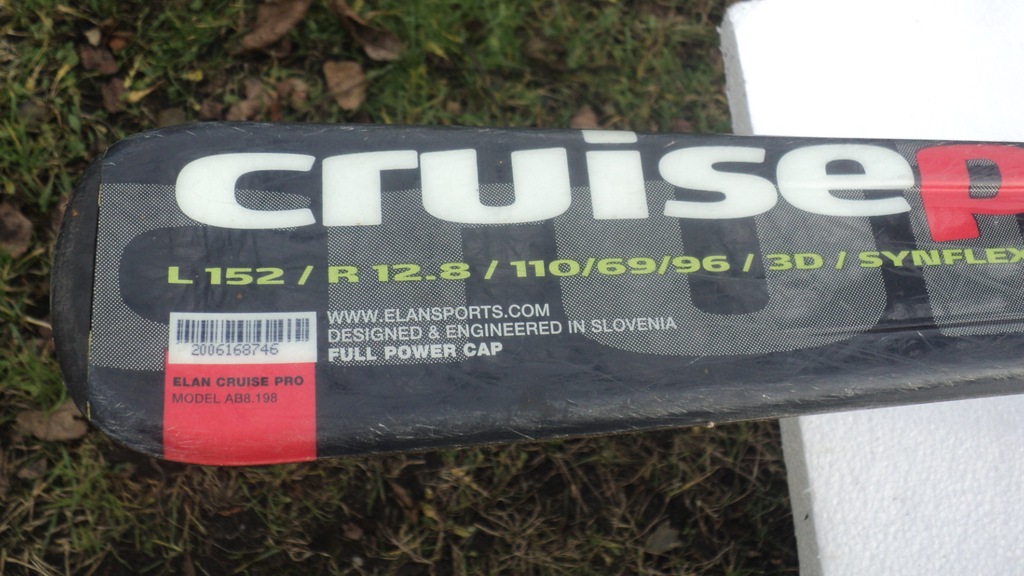 cruisep
L 152 / R 12.8 / 110/69/96 / 3D / SYNFLEX
WWW.ELANSPORTS.COM
DESIGNED & ENGINEERED IN SLOVENIA
FULL POWER CAP
2006168746
ELAN CRUISE PRO
MODEL AB8.198